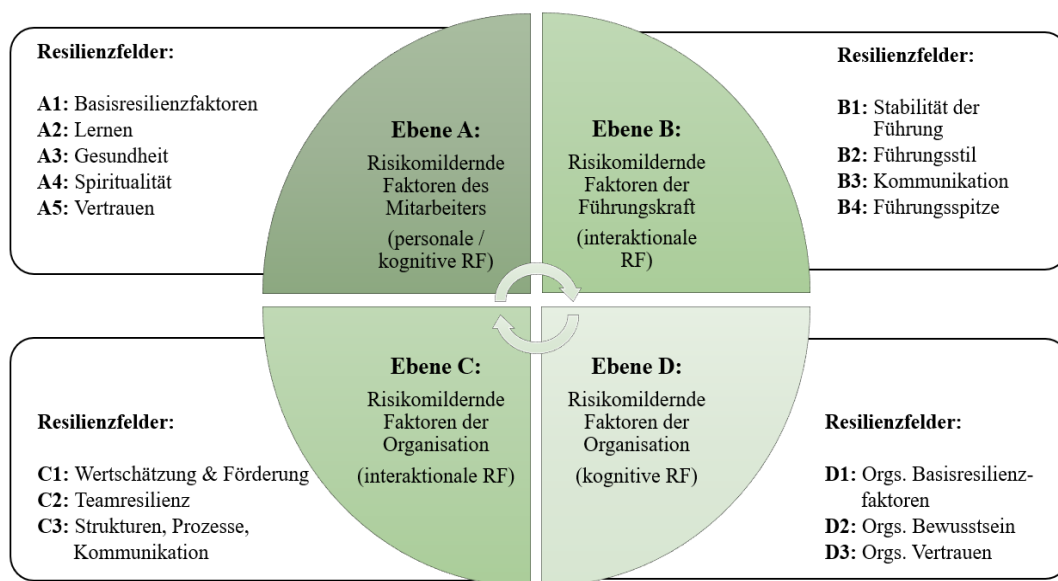 Resilienzfelder:
A1: Basisresilienzfaktoren
A2: Lernen
A3: Gesundheit
A4: Spiritualität
A5: Vertrauen
Ebene A:
Risikomildernde
Faktoren des
Mitarbeiters
(personale /
kognitive RF)
Ebene B:
Risikomildernde
Faktoren der
Führungskraft
(interaktionale
RF)
Resilienzfelder:
B1: Stabilität der
Führung
B2: Führungsstil
B3: Kommunikation
B4: Führungsspitze
Resilienzfelder:
C1: Wertschätzung & Förderung
C2: Teamresilienz
C3: Strukturen, Prozesse,
Kommunikation
Ebene C:
Risikomildernde
Faktoren der
Organisation
(interaktionale RF)
Ebene D:
Risikomildernde
Faktoren der
Organisation
(kognitive RF)
Resilienzfelder:
D1: Orgs. Basisresilienz-
faktoren
D2: Orgs. Bewusstsein
D3: Orgs. Vertrauen